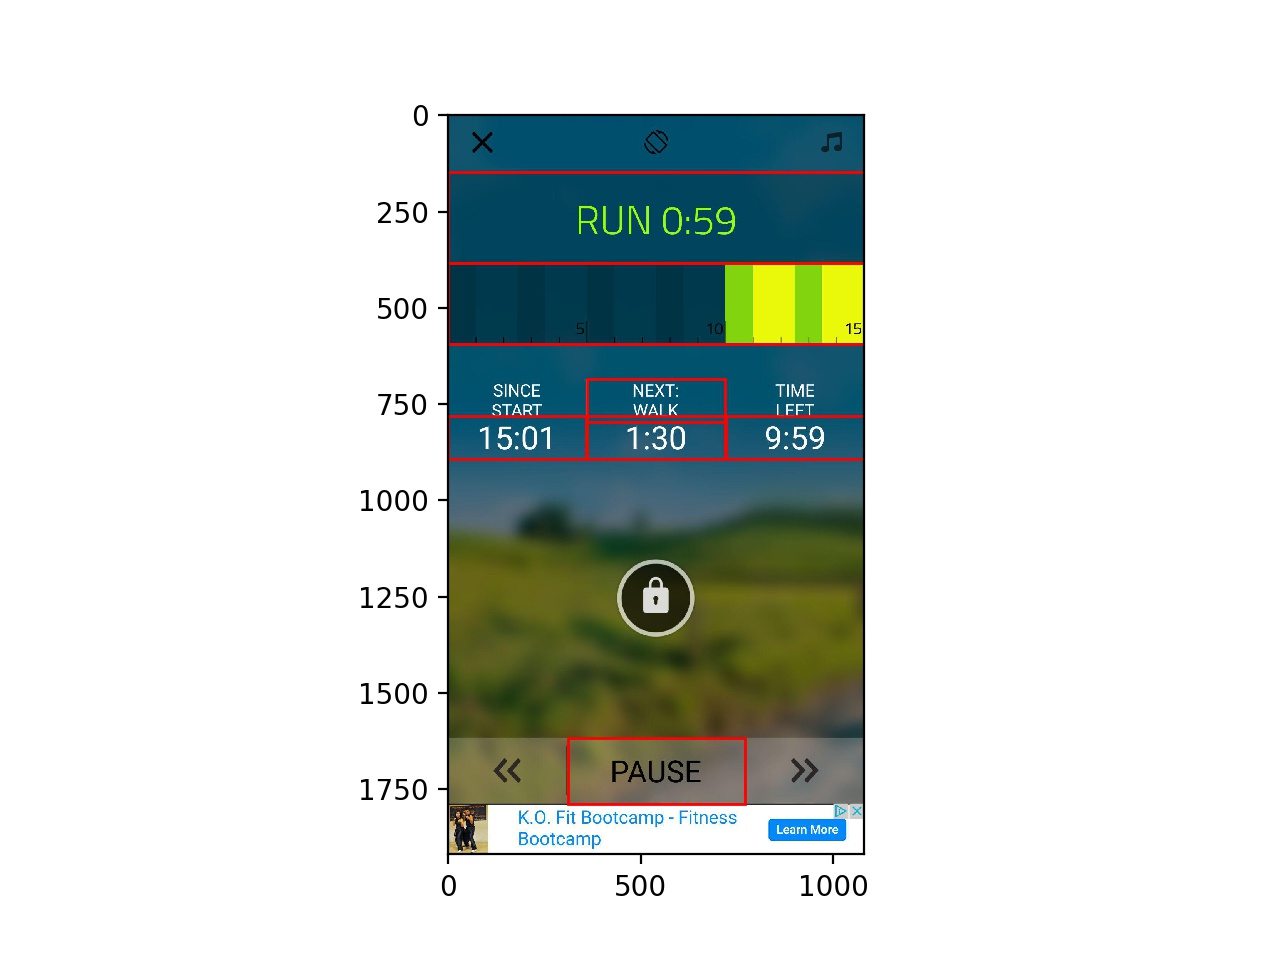 0
250
500
750
1000
1250
1500
1750
0 500 1000
RUN 0:59
5 10 15
SINCE START
NEXT: WALK
TIME LEFT
15:01 1:30 9:59
PAUSE
K.O. Fit Bootcamp - Fitness
Bootcamp
Learn More